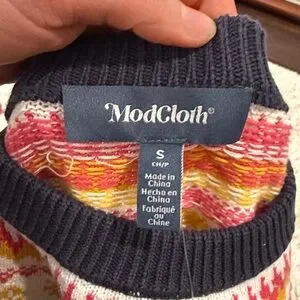 ModCloth®
S
CH/P
Made in
China
Hecho en
China
Fabriqué
au
Chine